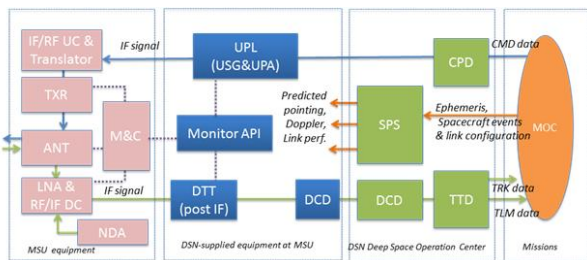 IF/RF UC &
Translator
IF signal
UPL
(USG&UPA)
CPD
CMD data
TXR
M&C
ANT
Monitor API
Predicted
pointing,
Doppler,
Link perf.
SPS
Ephemeris,
Spacecraft events
& link configuration
MOC
LNA &
RF/IF DC
IF signal
DTT
(post IF)
DCD
DCD
TTD
TRK data
TLM data
NDA
MSU equipment
DSN-supplied equipment at MSU
DSN Deep Space Operation Center
Missions